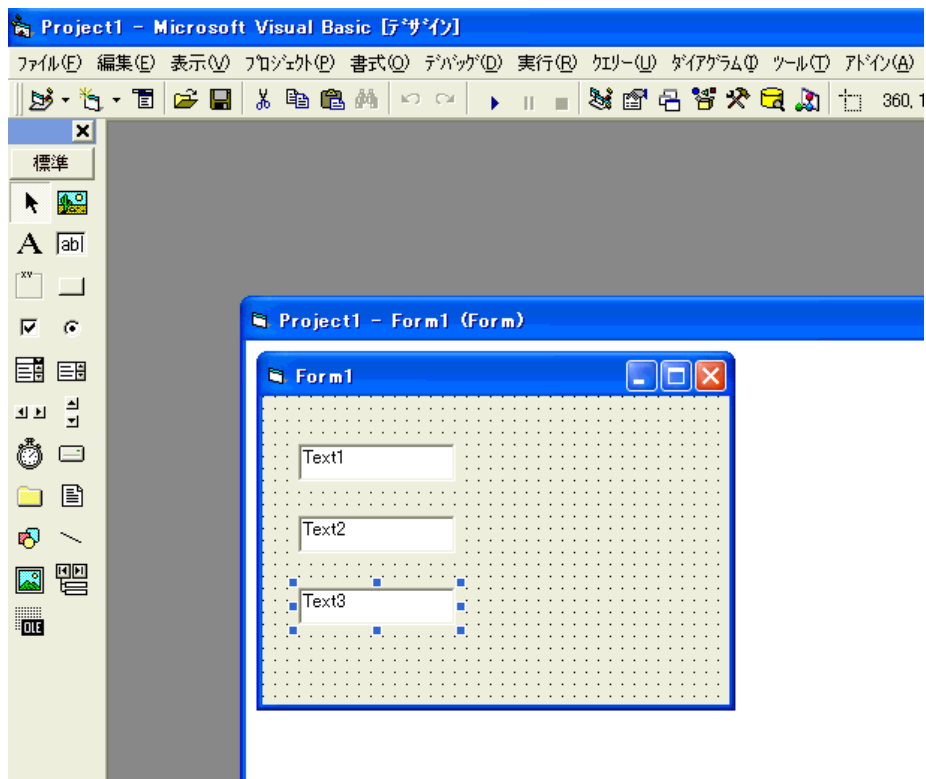 Project1 - Microsoft Visual Basic [ﾃﾞｻﾞｲﾝ]
ﾌｧｲﾙ(F) 編集(E) 表示(V) ﾌﾟﾛｼﾞｪｸﾄ(P) 書式(O) ﾃﾞﾊﾞｯｸﾞ(D) 実行(R) ｸｴﾘｰ(U) ﾀﾞｲｱｸﾞﾗﾑ(I) ﾂｰﾙ(T) ｱﾄﾞｲﾝ(A)
360, 1
標準
A ab
XY
OLE
Project1 - Form1 (Form)
Form1
Text1
Text2
Text3